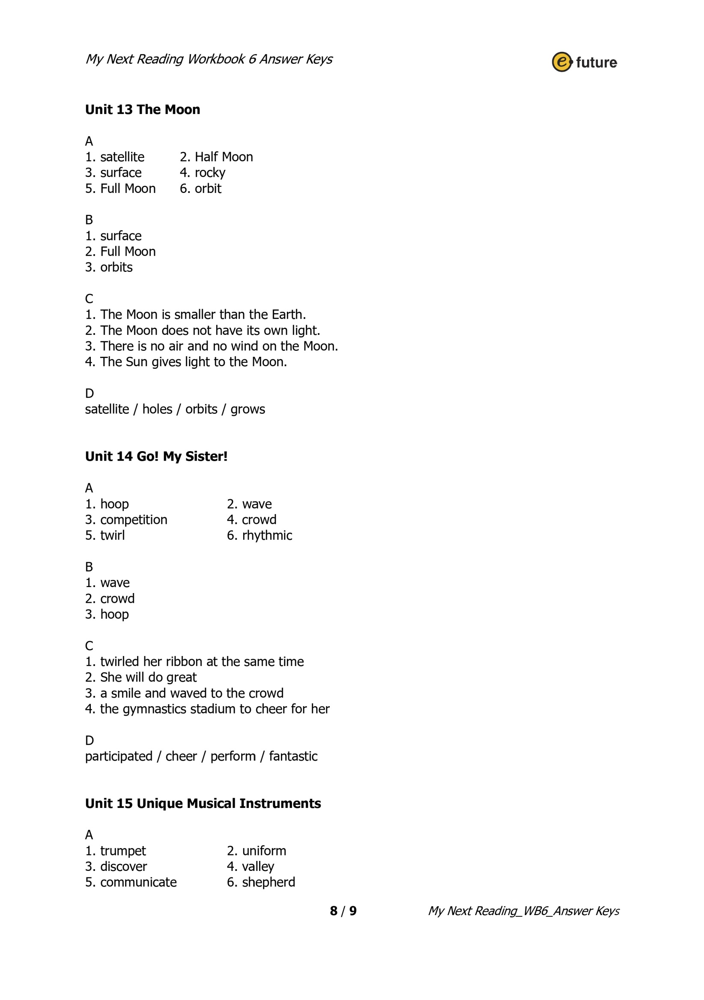 My Next Reading Workbook 6 Answer Keys
e future
Unit 13 The Moon
A
1. satellite 2. Half Moon
3. surface 4. rocky
5. Full Moon 6. orbit
B
1. surface
2. Full Moon
3. orbits
C
1. The Moon is smaller than the Earth.
2. The Moon does not have its own light.
3. There is no air and no wind on the Moon.
4. The Sun gives light to the Moon.
D
satellite / holes / orbits / grows
Unit 14 Go! My Sister!
A
1. hoop 2. wave
3. competition 4. crowd
5. twirl 6. rhythmic
B
1. wave
2. crowd
3. hoop
C
1. twirled her ribbon at the same time
2. She will do great
3. a smile and waved to the crowd
4. the gymnastics stadium to cheer for her
D
participated / cheer / perform / fantastic
Unit 15 Unique Musical Instruments
A
1. trumpet 2. uniform
3. discover 4. valley
5. communicate 6. shepherd
8 / 9 My Next Reading_WB6_Answer Keys